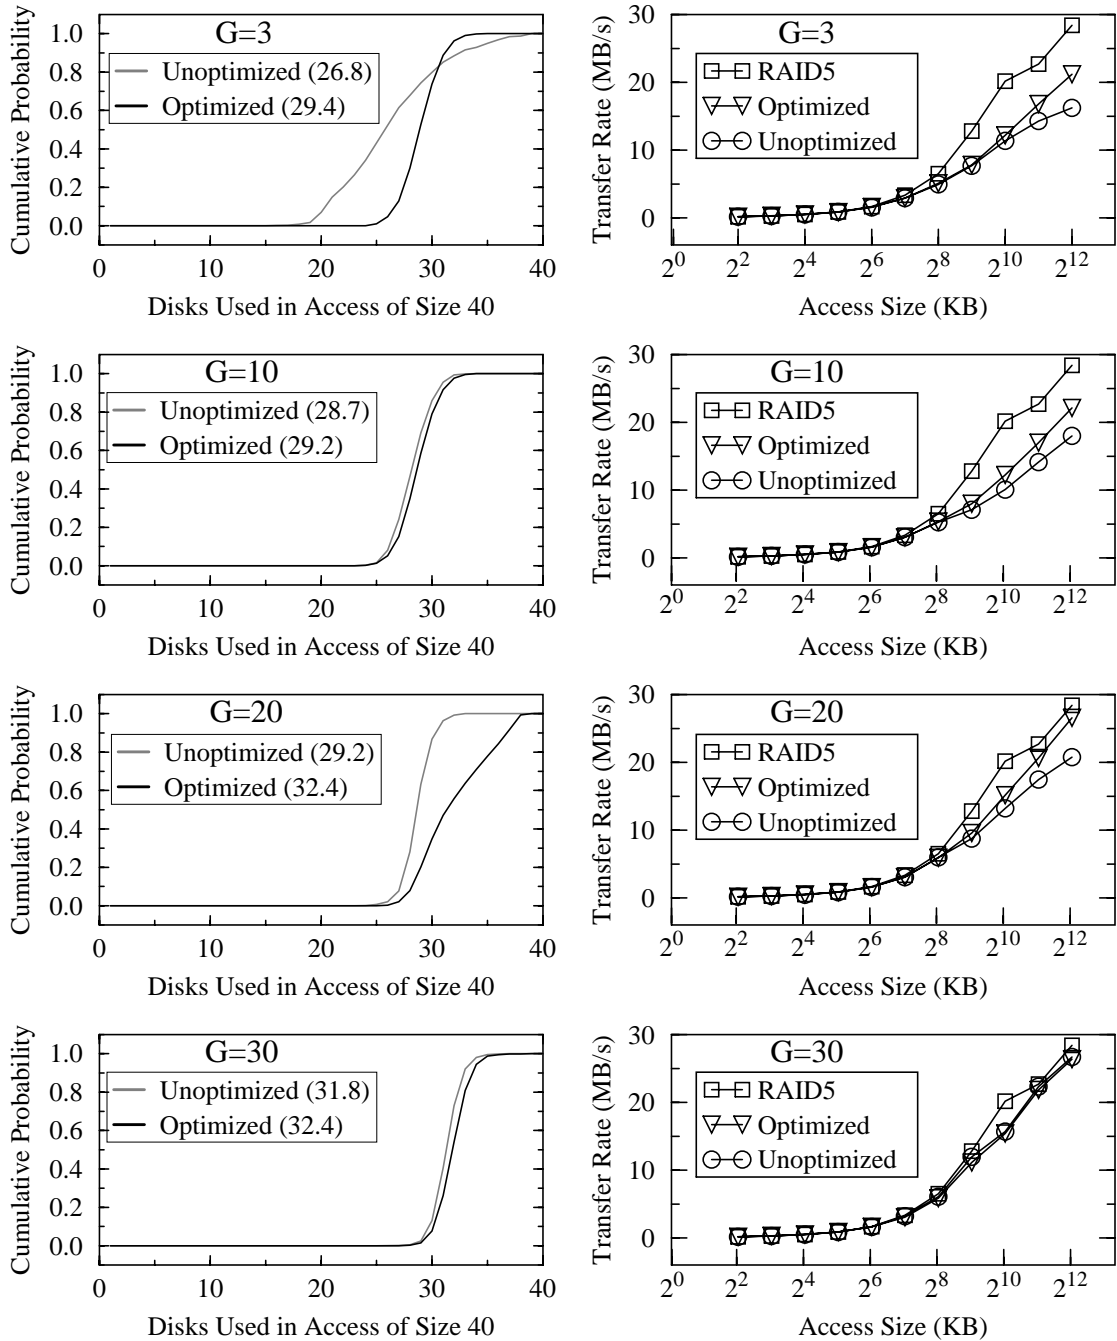 Cumulative Probability
G=3
Unoptimized (26.8)
Optimized (29.4)
1.0
0.8
0.6
0.4
0.2
0.0
0 10 20 30 40
Disks Used in Access of Size 40
Transfer Rate (MB/s)
G=3
RAID5
Optimized
Unoptimized
30
20
10
0
2^0 2^2 2^4 2^6 2^8 2^10 2^12
Access Size (KB)
Cumulative Probability
G=10
Unoptimized (28.7)
Optimized (29.2)
1.0
0.8
0.6
0.4
0.2
0.0
0 10 20 30 40
Disks Used in Access of Size 40
Transfer Rate (MB/s)
G=10
RAID5
Optimized
Unoptimized
30
20
10
0
2^0 2^2 2^4 2^6 2^8 2^10 2^12
Access Size (KB)
Cumulative Probability
G=20
Unoptimized (29.2)
Optimized (32.4)
1.0
0.8
0.6
0.4
0.2
0.0
0 10 20 30 40
Disks Used in Access of Size 40
Transfer Rate (MB/s)
G=20
RAID5
Optimized
Unoptimized
30
20
10
0
2^0 2^2 2^4 2^6 2^8 2^10 2^12
Access Size (KB)
Cumulative Probability
G=30
Unoptimized (31.8)
Optimized (32.4)
1.0
0.8
0.6
0.4
0.2
0.0
0 10 20 30 40
Disks Used in Access of Size 40
Transfer Rate (MB/s)
G=30
RAID5
Optimized
Unoptimized
30
20
10
0
2^0 2^2 2^4 2^6 2^8 2^10 2^12
Access Size (KB)